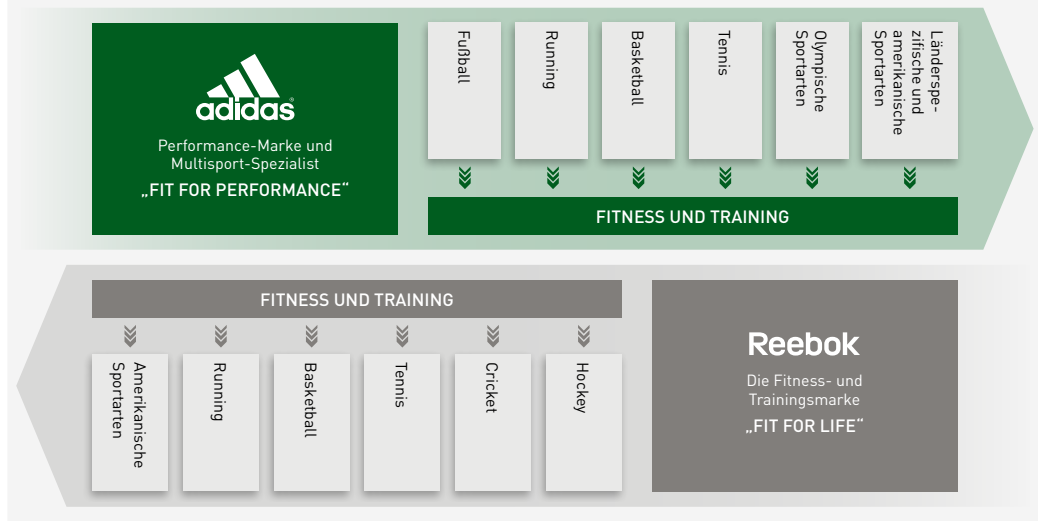 adidas
Performance-Marke und
Multisport-Spezialist
„FIT FOR PERFORMANCE“
Fußball
Running
Basketball
Tennis
Olympische
Sportarten
Länderspe-
zifische und
amerikanische
Sportarten
FITNESS UND TRAINING
FITNESS UND TRAINING
Amerikanische
Sportarten
Running
Basketball
Tennis
Cricket
Hockey
Reebok
Die Fitness- und
Trainingsmarke
„FIT FOR LIFE“